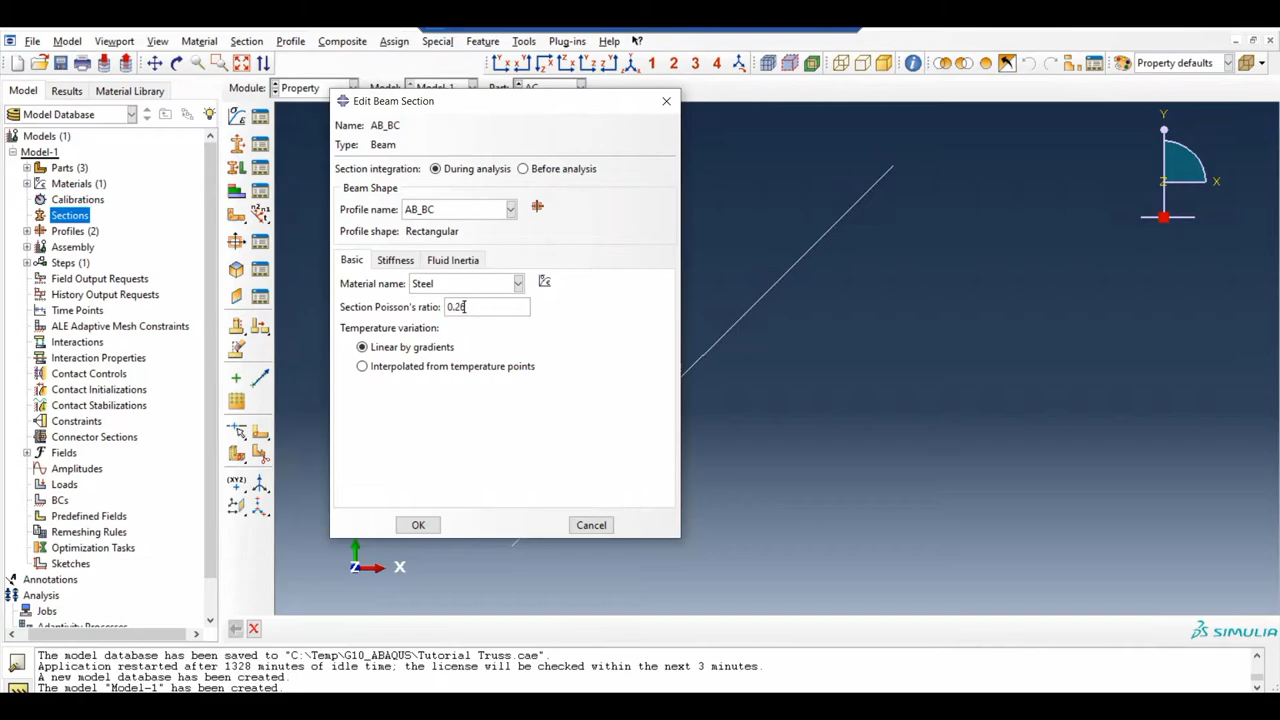 File Model Viewport View Material Section Profile Composite Assign Special Feature Tools Plug-ins Help
1 2 3 4
Property defaults
Model Results Material Library
Module: Property
Model Database
Models (1)
Model-1
Parts (3)
Materials (1)
Calibrations
Sections
Profiles (2)
Assembly
Steps (1)
Field Output Requests
History Output Requests
Time Points
ALE Adaptive Mesh Constraints
Interactions
Interaction Properties
Contact Controls
Contact Initializations
Contact Stabilizations
Constraints
Connector Sections
Fields
Amplitudes
Loads
BCs
Predefined Fields
Remeshing Rules
Optimization Tasks
Sketches
Annotations
Analysis
Jobs
Edit Beam Section
Name: AB_BC
Type: Beam
Section integration: During analysis Before analysis
Beam Shape
Profile name: AB_BC
Profile shape: Rectangular
Basic Stiffness Fluid Inertia
Material name: Steel
Section Poisson's ratio: 0.26
Temperature variation:
Linear by gradients
Interpolated from temperature points
OK Cancel
Y
Z X
Z X
SIMULIA
The model database has been saved to "C:\Temp\G10_ABAQUS\Tutorial Truss.cae".
Application restarted after 1328 minutes of idle time; the license will be checked within the next 3 minutes.
A new model database has been created.
The model "Model-1" has been created.